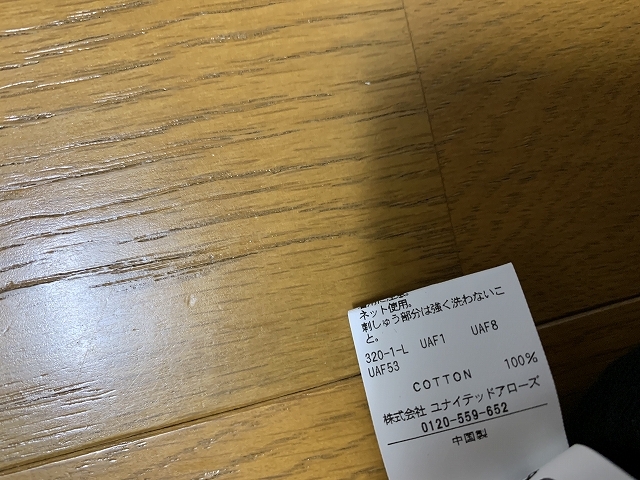 ネット使用。
刺しゅう部分は強く洗わないこ
と。
320-1-L UAF1 UAF8
UAF53
COTTON 100%
株式会社 ユナイテッドアローズ
0120-559-652
中国製